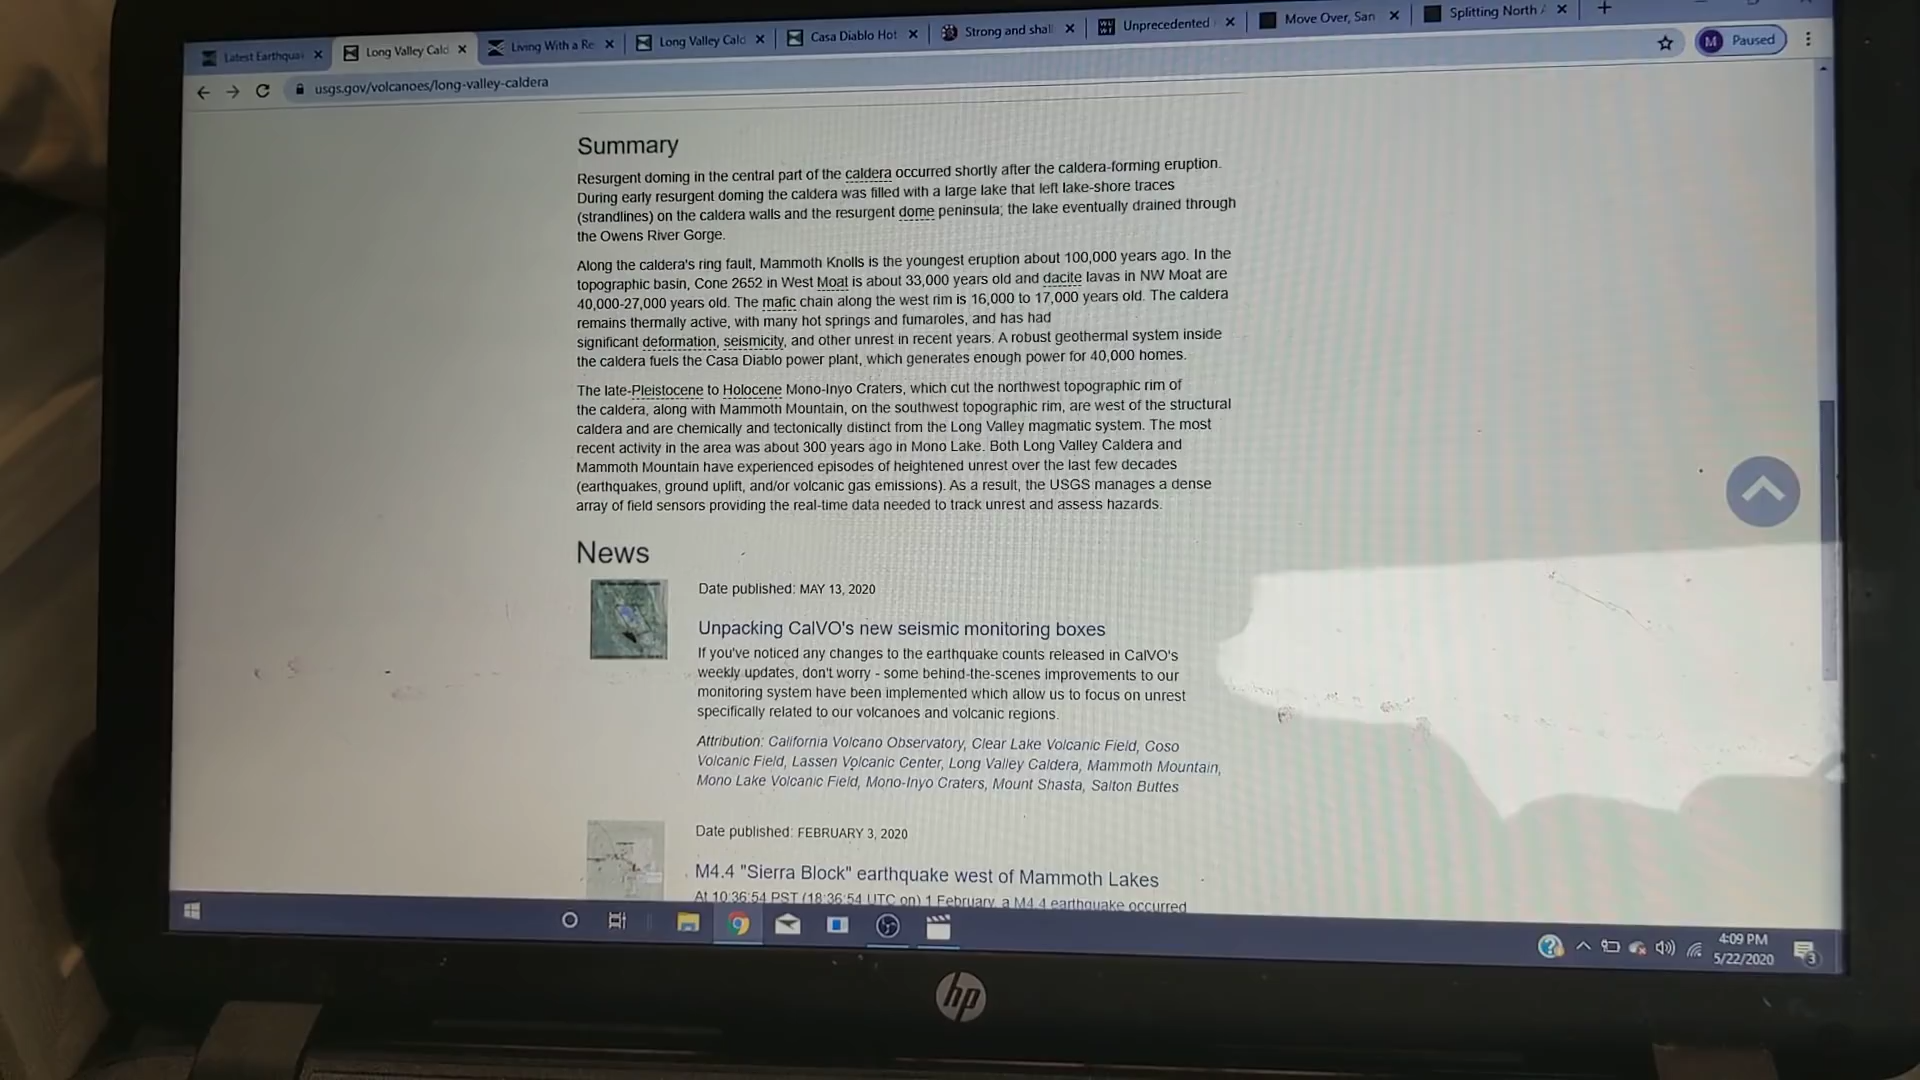 Latest Earthqua
Long Valley Cald
Living With a Re
Long Valley Cald
Casa Diablo Hot
Strong and shal
Unprecedented
Move Over, San
Splitting North A
usgs.gov/volcanoes/long-valley-caldera
M Paused
Summary
Resurgent doming in the central part of the caldera occurred shortly after the caldera-forming eruption.
During early resurgent doming the caldera was filled with a large lake that left lake-shore traces
(strandlines) on the caldera walls and the resurgent dome peninsula; the lake eventually drained through
the Owens River Gorge.
Along the caldera's ring fault, Mammoth Knolls is the youngest eruption about 100,000 years ago. In the
topographic basin, Cone 2652 in West Moat is about 33,000 years old and dacite lavas in NW Moat are
40,000-27,000 years old. The mafic chain along the west rim is 16,000 to 17,000 years old. The caldera
remains thermally active, with many hot springs and fumaroles, and has had
significant deformation, seismicity, and other unrest in recent years. A robust geothermal system inside
the caldera fuels the Casa Diablo power plant, which generates enough power for 40,000 homes.
The late-Pleistocene to Holocene Mono-Inyo Craters, which cut the northwest topographic rim of
the caldera, along with Mammoth Mountain, on the southwest topographic rim, are west of the structural
caldera and are chemically and tectonically distinct from the Long Valley magmatic system. The most
recent activity in the area was about 300 years ago in Mono Lake. Both Long Valley Caldera and
Mammoth Mountain have experienced episodes of heightened unrest over the last few decades
(earthquakes, ground uplift, and/or volcanic gas emissions). As a result, the USGS manages a dense
array of field sensors providing the real-time data needed to track unrest and assess hazards.
News
Date published: MAY 13, 2020
Unpacking CalVO's new seismic monitoring boxes
If you've noticed any changes to the earthquake counts released in CalVO's
weekly updates, don't worry - some behind-the-scenes improvements to our
monitoring system have been implemented which allow us to focus on unrest
specifically related to our volcanoes and volcanic regions.
Attribution: California Volcano Observatory, Clear Lake Volcanic Field, Coso
Volcanic Field, Lassen Volcanic Center, Long Valley Caldera, Mammoth Mountain,
Mono Lake Volcanic Field, Mono-Inyo Craters, Mount Shasta, Salton Buttes
Date published: FEBRUARY 3, 2020
M4.4 "Sierra Block" earthquake west of Mammoth Lakes
At 10:36:54 PST (18:36:54 UTC on) 1 February, a M4.4 earthquake occurred
4:09 PM
5/22/2020
3
hp